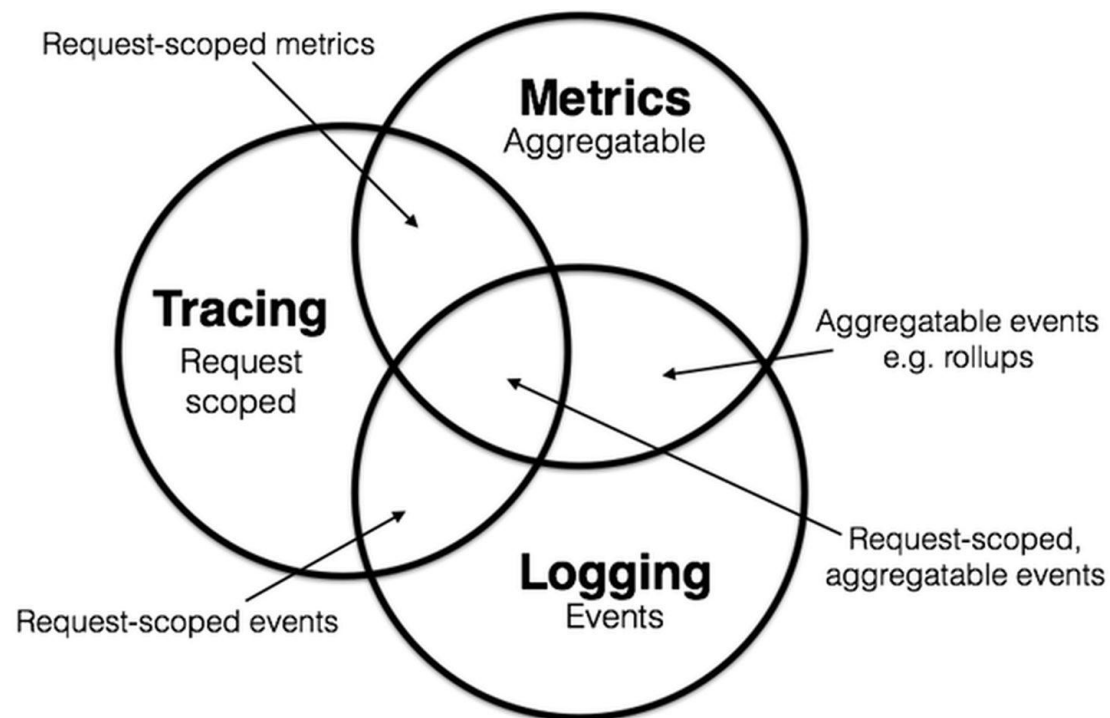 Request-scoped metrics
Metrics
Aggregatable
Tracing
Request
scoped
Aggregatable events
e.g. rollups
Request-scoped,
aggregatable events
Logging
Events
Request-scoped events